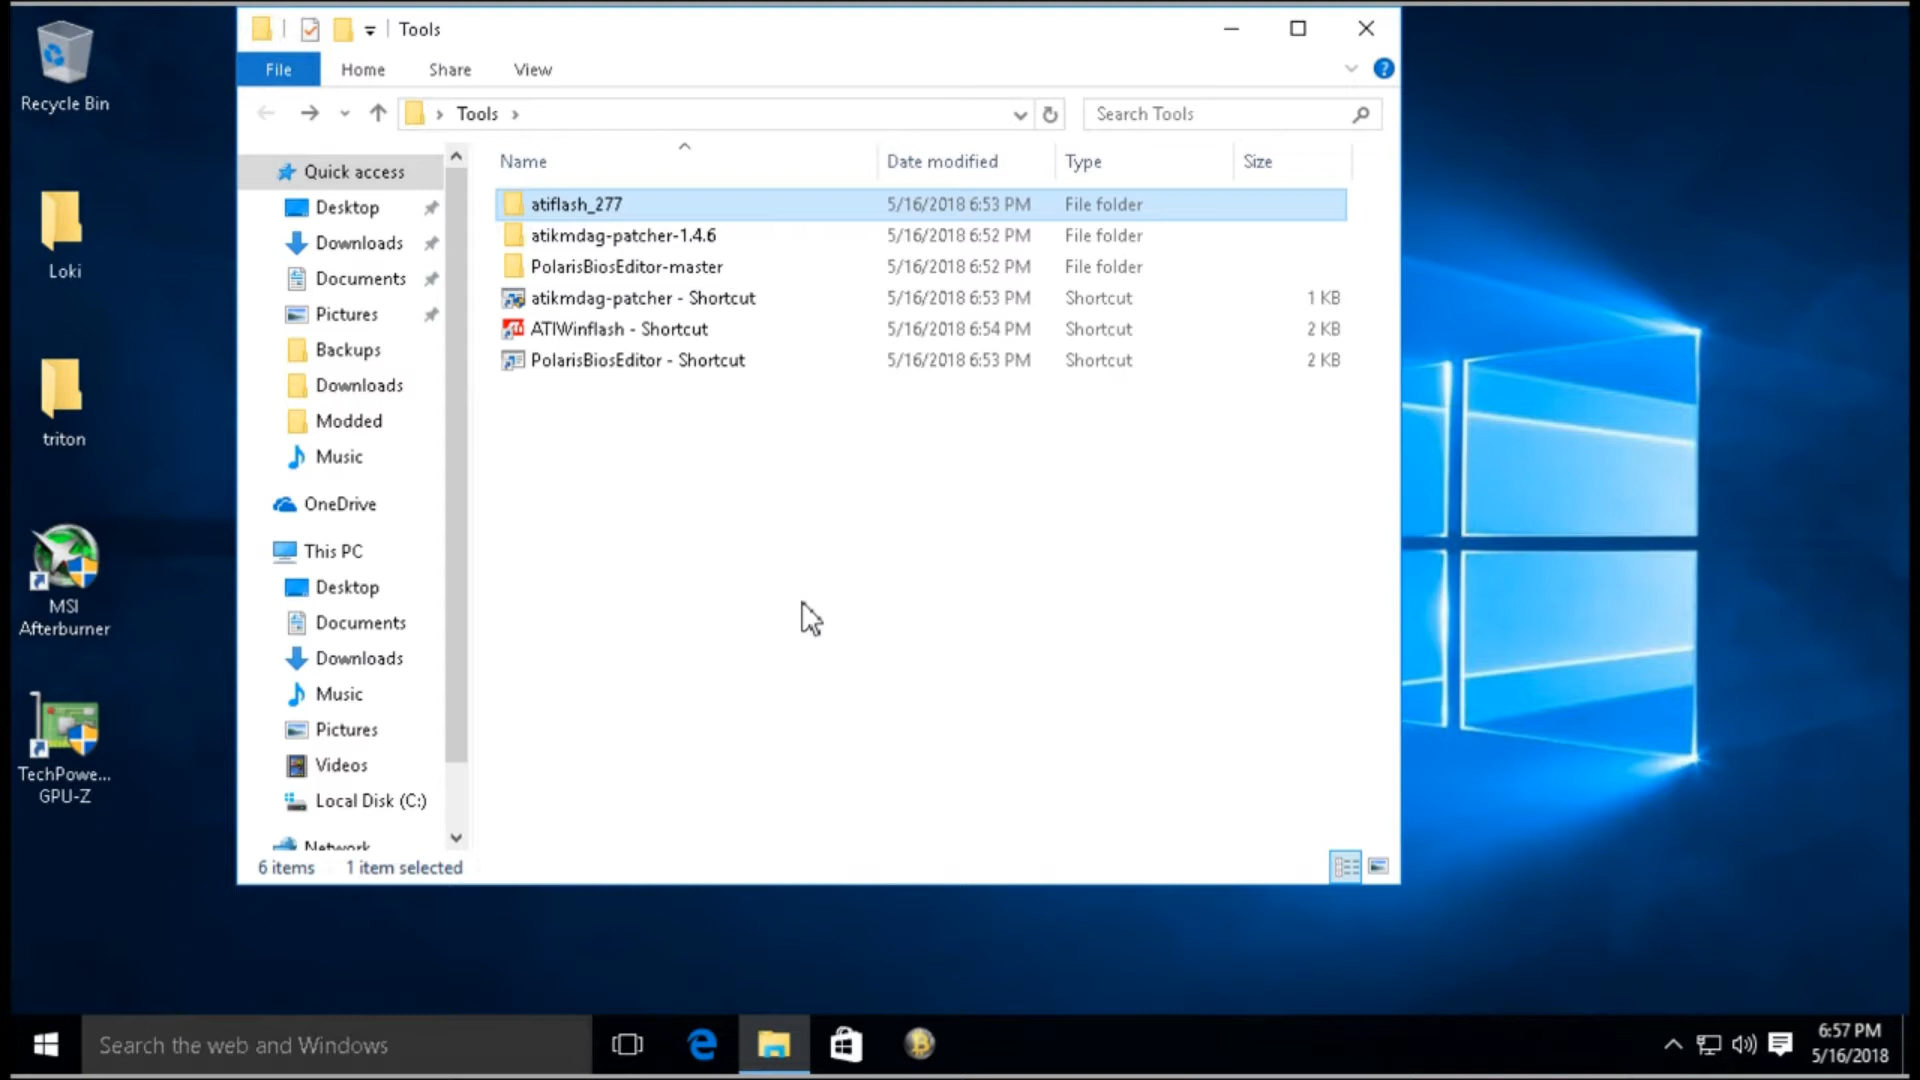 Tools
File Home Share View
Tools
Search Tools
Name Date modified Type Size
atiflash_277 5/16/2018 6:53 PM File folder
atikmdag-patcher-1.4.6 5/16/2018 6:52 PM File folder
PolarisBiosEditor-master 5/16/2018 6:52 PM File folder
atikmdag-patcher - Shortcut 5/16/2018 6:53 PM Shortcut 1 KB
ATIWinflash - Shortcut 5/16/2018 6:54 PM Shortcut 2 KB
PolarisBiosEditor - Shortcut 5/16/2018 6:53 PM Shortcut 2 KB
Quick access
Desktop
Downloads
Documents
Pictures
Backups
Downloads
Modded
Music
OneDrive
This PC
Desktop
Documents
Downloads
Music
Pictures
Videos
Local Disk (C:)
Network
6 items 1 item selected
Recycle Bin
Loki
triton
MSI
Afterburner
TechPowe...
GPU-Z
Search the web and Windows
6:57 PM
5/16/2018